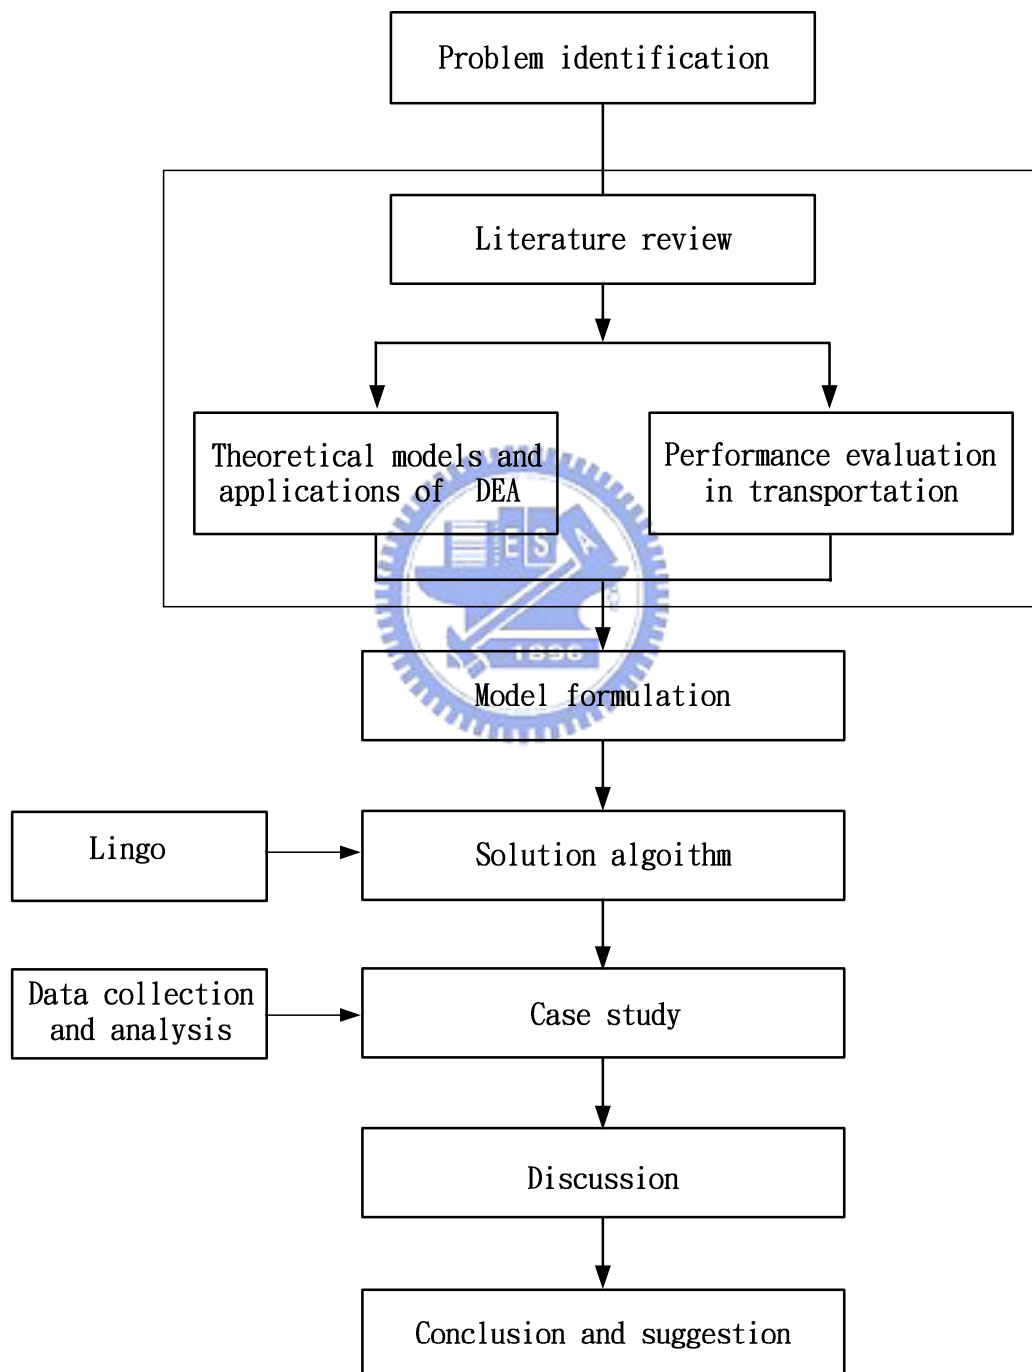 Problem identification
Literature review
Theoretical models and
applications of DEA
Performance evaluation
in transportation
E S A
1896
Model formulation
Lingo
Solution algoithm
Data collection
and analysis
Case study
Discussion
Conclusion and suggestion